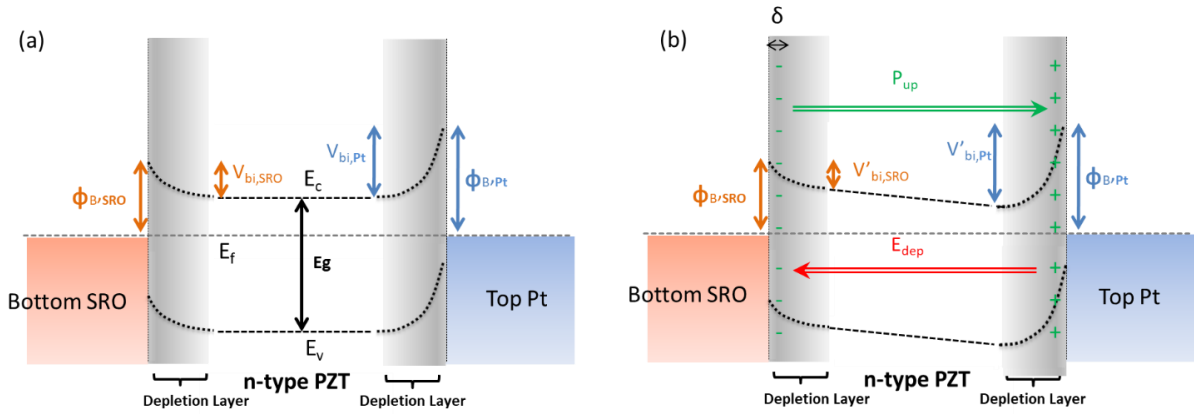 (a)
V_bi,Pt
V_bi,SRO
E_c
ϕ_B,SRO
ϕ_B,Pt
E_f
Eg
Bottom SRO
Top Pt
E_v
n-type PZT
Depletion Layer
Depletion Layer
(b)
δ
P_up
V'_bi,Pt
V'_bi,SRO
ϕ_B,SRO
ϕ_B,Pt
E_dep
Bottom SRO
Top Pt
n-type PZT
Depletion Layer
Depletion Layer